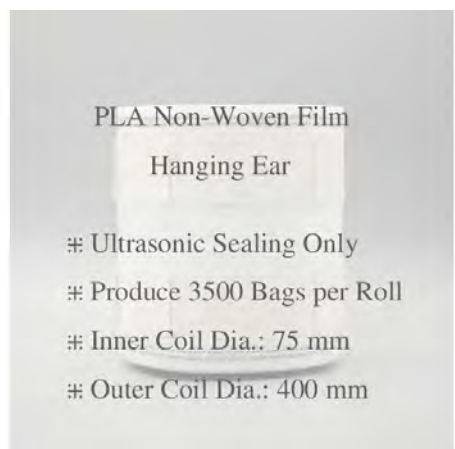 PLA Non-Woven Film
Hanging Ear
⌗ Ultrasonic Sealing Only
⌗ Produce 3500 Bags per Roll
⌗ Inner Coil Dia.: 75 mm
⌗ Outer Coil Dia.: 400 mm